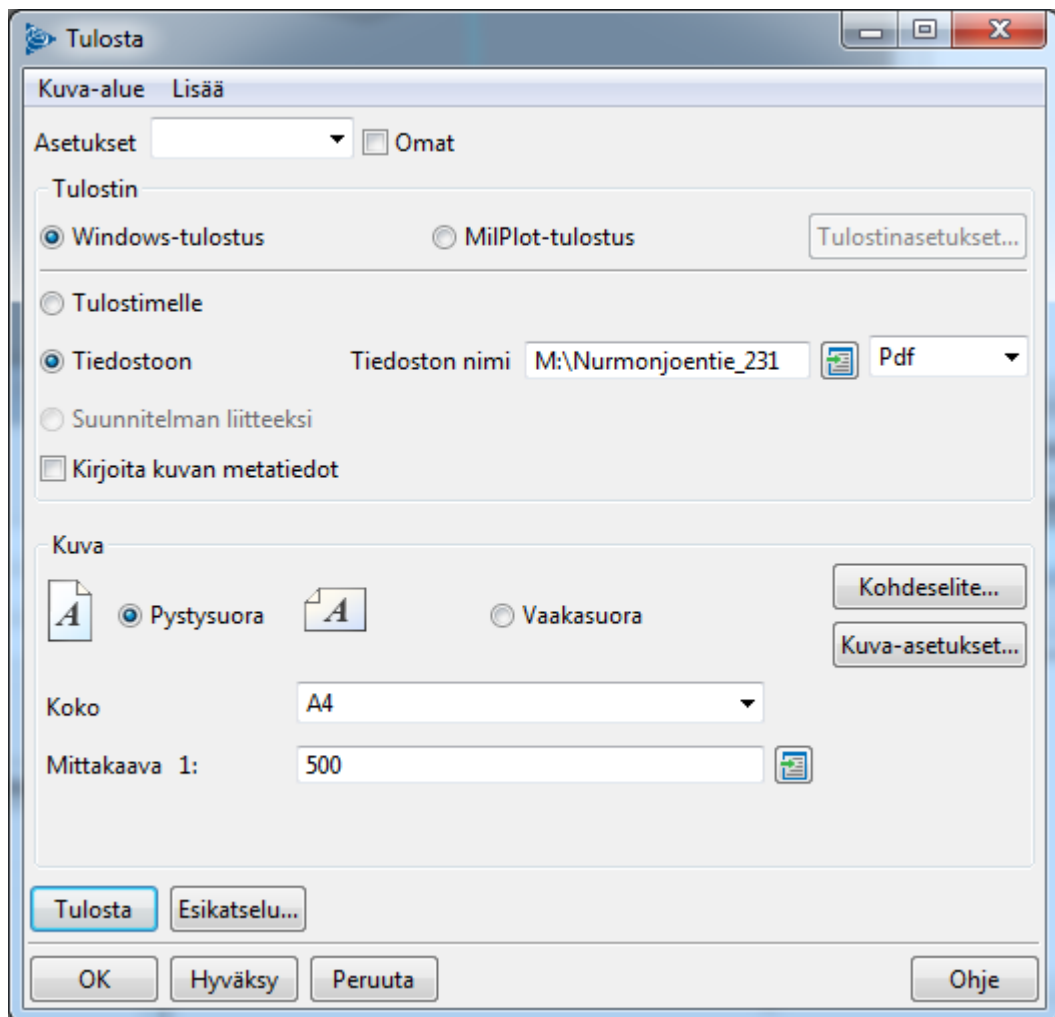 Tulosta
Kuva-alue Lisää
Asetukset Omat
Tulostin
Windows-tulostus MilPlot-tulostus Tulostinasetukset...
Tulostimelle
Tiedostoon Tiedoston nimi M:\Nurmonjoentie_231 Pdf
Suunnitelman liitteeksi
Kirjoita kuvan metatiedot
Kuva
Kohdeselite...
A Pystysuora A Vaakasuora
Kuva-asetukset...
Koko A4
Mittakaava 1: 500
Tulosta Esikatselu...
OK Hyväksy Peruuta Ohje